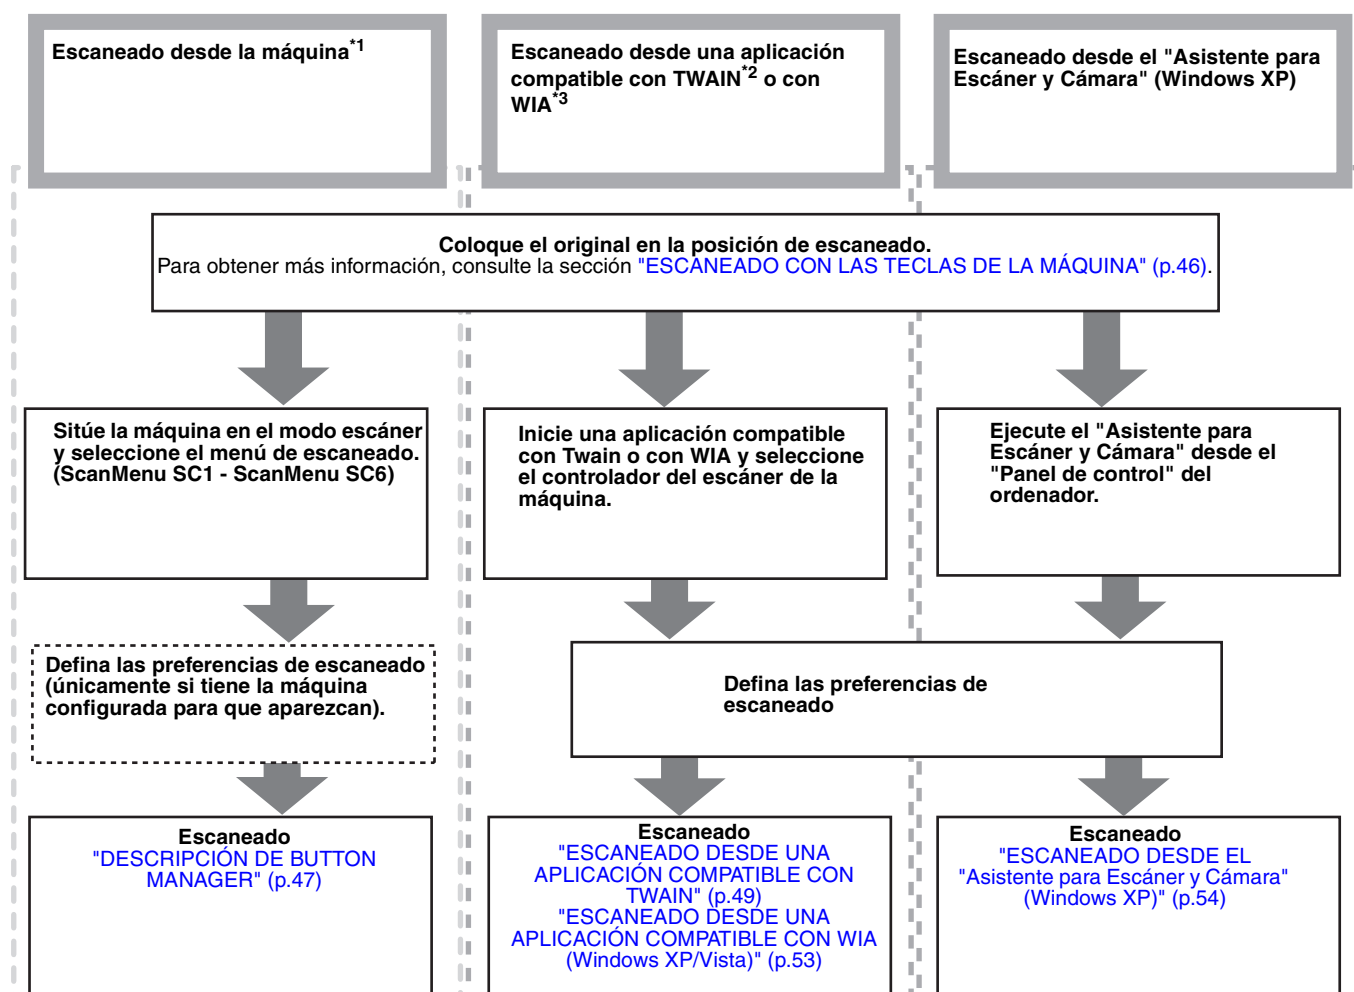 Escaneado desde la máquina*1
Escaneado desde una aplicación
compatible con TWAIN*2 o con
WIA*3
Escaneado desde el "Asistente para
Escáner y Cámara" (Windows XP)
Coloque el original en la posición de escaneado.
Para obtener más información, consulte la sección "ESCANEADO CON LAS TECLAS DE LA MÁQUINA" (p.46).
Sitúe la máquina en el modo escáner
y seleccione el menú de escaneado.
(ScanMenu SC1 - ScanMenu SC6)
Inicie una aplicación compatible
con Twain o con WIA y seleccione
el controlador del escáner de la
máquina.
Ejecute el "Asistente para
Escáner y Cámara" desde el
"Panel de control" del
ordenador.
Defina las preferencias de escaneado
(únicamente si tiene la máquina
configurada para que aparezcan).
Defina las preferencias de
escaneado
Escaneado
"DESCRIPCIÓN DE BUTTON
MANAGER" (p.47)
Escaneado
"ESCANEADO DESDE UNA
APLICACIÓN COMPATIBLE CON
TWAIN" (p.49)
"ESCANEADO DESDE UNA
APLICACIÓN COMPATIBLE CON WIA
(Windows XP/Vista)" (p.53)
Escaneado
"ESCANEADO DESDE EL
"Asistente para Escáner y Cámara"
(Windows XP)" (p.54)